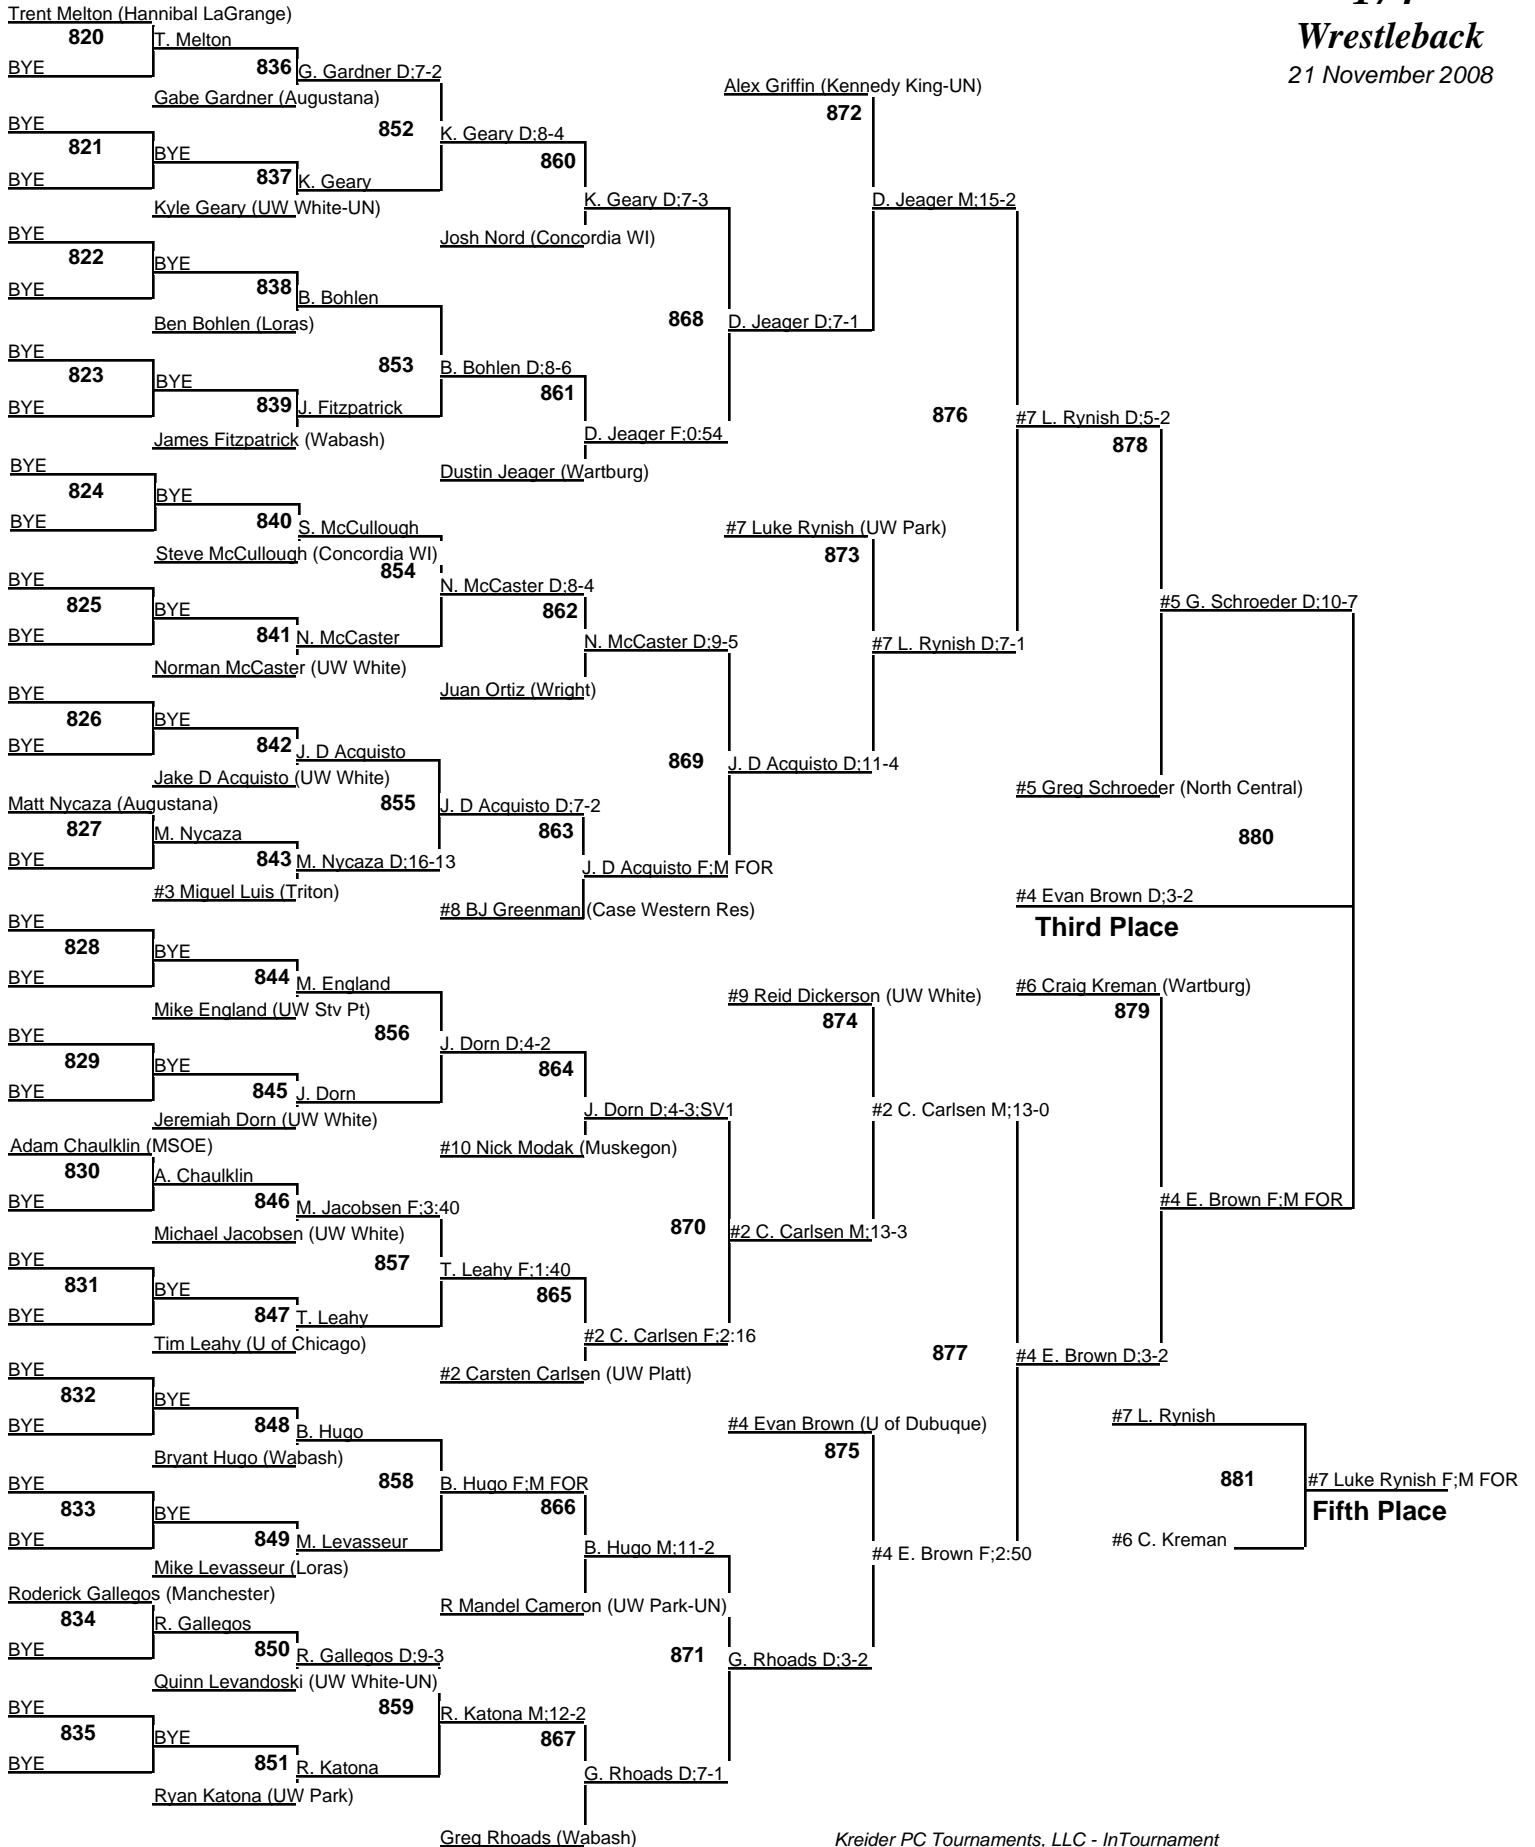 Trent Melton (Hannibal LaGrange)
820
T. Melton
BYE
836
G. Gardner D;7-2
Gabe Gardner (Augustana)
Wrestleback
21 November 2008
Alex Griffin (Kennedy King-UN)
872
BYE
821
852
K. Geary D;8-4
BYE
860
BYE
837
K. Geary
K. Geary D;7-3
D. Jeager M;15-2
Kyle Geary (UW White-UN)
BYE
822
Josh Nord (Concordia WI)
BYE
BYE
838
B. Bohlen
Ben Bohlen (Loras)
868
D. Jeager D;7-1
BYE
823
853
B. Bohlen D;8-6
BYE
861
BYE
839
J. Fitzpatrick
876
#7 L. Rynish D;5-2
James Fitzpatrick (Wabash)
D. Jeager F;0:54
878
BYE
Dustin Jeager (Wartburg)
824
BYE
BYE
840
S. McCullough
#7 Luke Rynish (UW Park)
Steve McCullough (Concordia WI)
873
854
BYE
N. McCaster D;8-4
825
BYE
862
#5 G. Schroeder D;10-7
BYE
841
N. McCaster
N. McCaster D;9-5
#7 L. Rynish D;7-1
Norman McCaster (UW White)
BYE
Juan Ortiz (Wright)
826
BYE
BYE
842
J. D Acquisto
869
J. D Acquisto D;11-4
Jake D Acquisto (UW White)
#5 Greg Schroeder (North Central)
Matt Nycaza (Augustana)
855
J. D Acquisto D;7-2
827
M. Nycaza
863
880
BYE
843
M. Nycaza D;16-13
J. D Acquisto F;M FOR
#3 Miguel Luis (Triton)
#4 Evan Brown D;3-2
#8 BJ Greenman (Case Western Res)
BYE
Third Place
828
BYE
BYE
844
M. England
#6 Craig Kreman (Wartburg)
#9 Reid Dickerson (UW White)
Mike England (UW Stv Pt)
879
874
856
BYE
J. Dorn D;4-2
829
BYE
864
BYE
845
J. Dorn
J. Dorn D;4-3;SV1
#2 C. Carlsen M;13-0
Jeremiah Dorn (UW White)
Adam Chaulklin (MSOE)
#10 Nick Modak (Muskegon)
830
A. Chaulklin
BYE
846
M. Jacobsen F;3:40
#4 E. Brown F;M FOR
Michael Jacobsen (UW White)
870
#2 C. Carlsen M;13-3
BYE
857
T. Leahy F;1:40
831
BYE
865
BYE
847
T. Leahy
#2 C. Carlsen F;2:16
Tim Leahy (U of Chicago)
877
#4 E. Brown D;3-2
BYE
#2 Carsten Carlsen (UW Platt)
832
BYE
#7 L. Rynish
BYE
848
B. Hugo
#4 Evan Brown (U of Dubuque)
Bryant Hugo (Wabash)
875
BYE
858
B. Hugo F;M FOR
881
#7 Luke Rynish F;M FOR
833
BYE
866
Fifth Place
BYE
849
M. Levasseur
B. Hugo M;11-2
#4 E. Brown F;2:50
#6 C. Kreman
Mike Levasseur (Loras)
Roderick Gallegos (Manchester)
R Mandel Cameron (UW Park-UN)
834
R. Gallegos
BYE
850
R. Gallegos D;9-3
871
G. Rhoads D;3-2
Quinn Levandoski (UW White-UN)
BYE
859
R. Katona M;12-2
835
BYE
867
BYE
851
R. Katona
G. Rhoads D;7-1
Ryan Katona (UW Park)
Greg Rhoads (Wabash)
Kreider PC Tournaments, LLC - InTournament